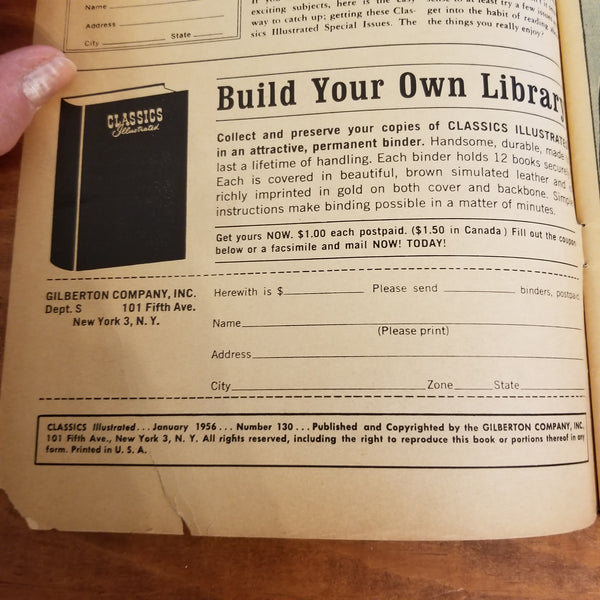 Name
Address
City State
exciting subjects, here is the easy
way to catch up; getting these Clas-
sics Illustrated Special Issues. The
sense to at least try a few
get into the habit of reading
the things you really enjoy?
CLASSICS
Illustrated
Build Your Own Library
Collect and preserve your copies of CLASSICS ILLUSTRATED
in an attractive, permanent binder. Handsome, durable, made
last a lifetime of handling. Each binder holds 12 books
Each is covered in beautiful, brown simulated leather and
richly imprinted in gold on both cover and backbone. Simple
instructions make binding possible in a matter of minutes.
Get yours NOW. $1.00 each postpaid. ($1.50 in Canada) Fill out the coupon
below or a facsimile and mail NOW! TODAY!
GILBERTON COMPANY, INC.
Dept. S 101 Fifth Ave.
New York 3, N. Y.
Herewith is $ Please send binders, postpaid.
Name
(Please print)
Address
City Zone State
CLASSICS Illustrated... January 1956... Number 130... Published and Copyrighted by the GILBERTON COMPANY, INC.
101 Fifth Ave., New York 3, N. Y. All rights reserved, including the right to reproduce this book or portions thereof in any
form. Printed in U. S. A.